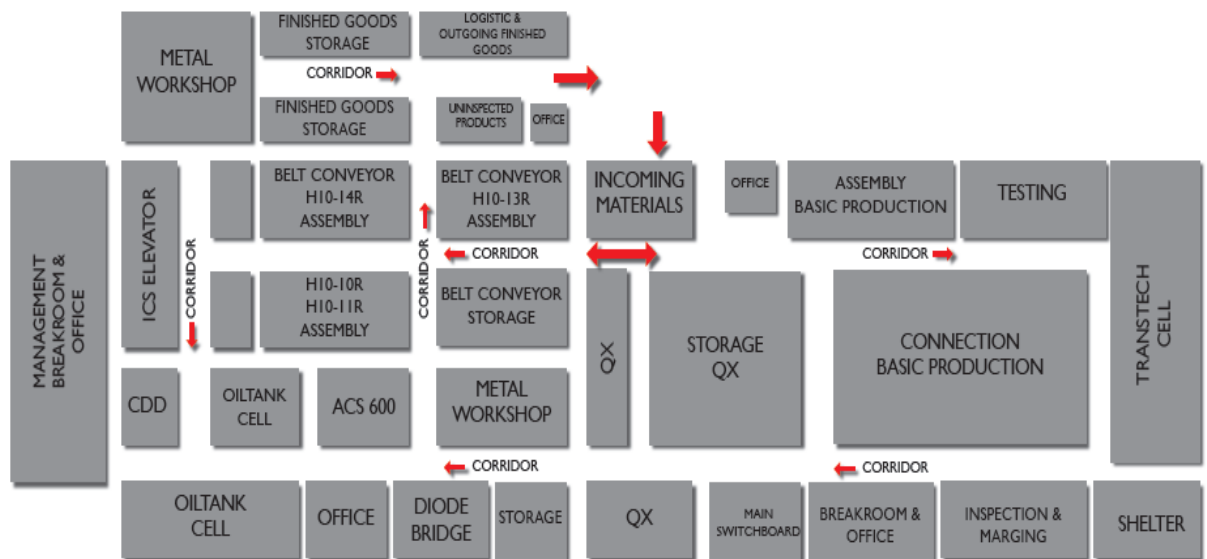 METAL
WORKSHOP
FINISHED GOODS
STORAGE
LOGISTIC &
OUTGOING FINISHED
GOODS
CORRIDOR
FINISHED GOODS
STORAGE
UNINSPECTED
PRODUCTS
OFFICE
MANAGEMENT
BREAKROOM &
OFFICE
ICS ELEVATOR
CORRIDOR
BELT CONVEYOR
H10-14R
ASSEMBLY
CORRIDOR
BELT CONVEYOR
H10-13R
ASSEMBLY
INCOMING
MATERIALS
OFFICE
ASSEMBLY
BASIC PRODUCTION
TESTING
TRANSTECH
CELL
CORRIDOR
CORRIDOR
H10-10R
H10-11R
ASSEMBLY
BELT CONVEYOR
STORAGE
QX
STORAGE
QX
CONNECTION
BASIC PRODUCTION
CDD
OILTANK
CELL
ACS 600
METAL
WORKSHOP
CORRIDOR
CORRIDOR
OILTANK
CELL
OFFICE
DIODE
BRIDGE
STORAGE
QX
MAIN
SWITCHBOARD
BREAKROOM &
OFFICE
INSPECTION &
MARGING
SHELTER